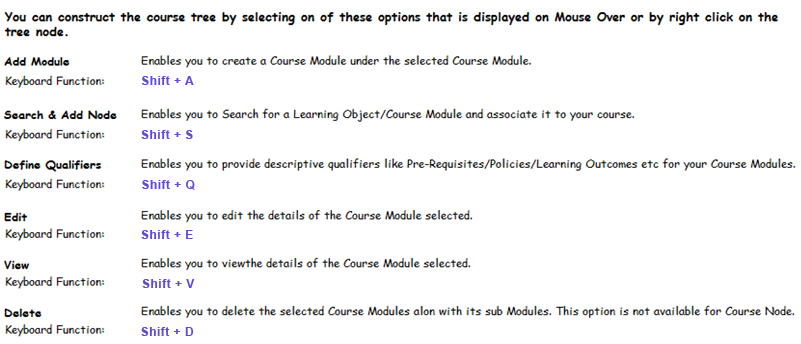 You can construct the course tree by selecting on of these options that is displayed on Mouse Over or by right click on the
tree node.
Add Module Enables you to create a Course Module under the selected Course Module.
Keyboard Function: Shift + A
Search & Add Node Enables you to Search for a Learning Object/Course Module and associate it to your course.
Keyboard Function: Shift + S
Define Qualifiers Enables you to provide descriptive qualifiers like Pre-Requisites/Policies/Learning Outcomes etc for your Course Modules.
Keyboard Function: Shift + Q
Edit Enables you to edit the details of the Course Module selected.
Keyboard Function: Shift + E
View Enables you to viewthe details of the Course Module selected.
Keyboard Function: Shift + V
Delete Enables you to delete the selected Course Modules alon with its sub Modules. This option is not available for Course Node.
Keyboard Function: Shift + D